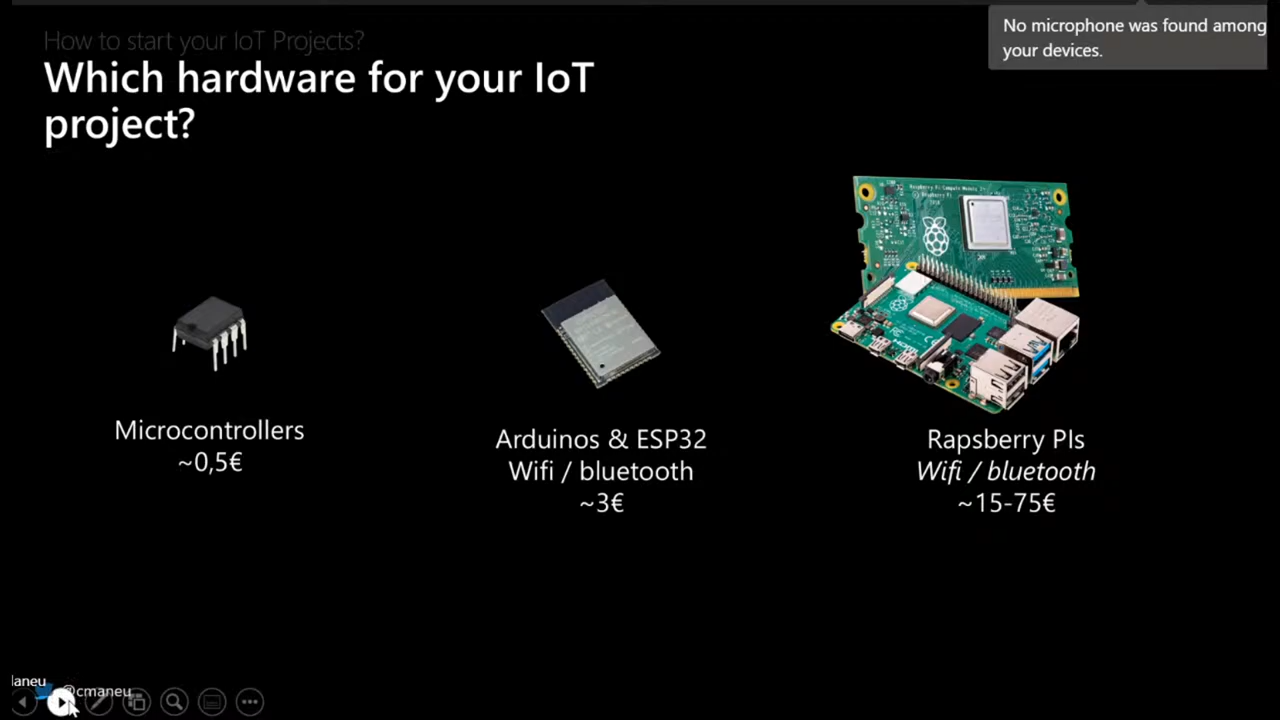 No microphone was found among
your devices.
How to start your IoT Projects?
Which hardware for your IoT
project?
Microcontrollers
~0,5€
Arduinos & ESP32
Wifi / bluetooth
~3€
Rapsberry PIs
Wifi / bluetooth
~15-75€
laneu
@cmaneu